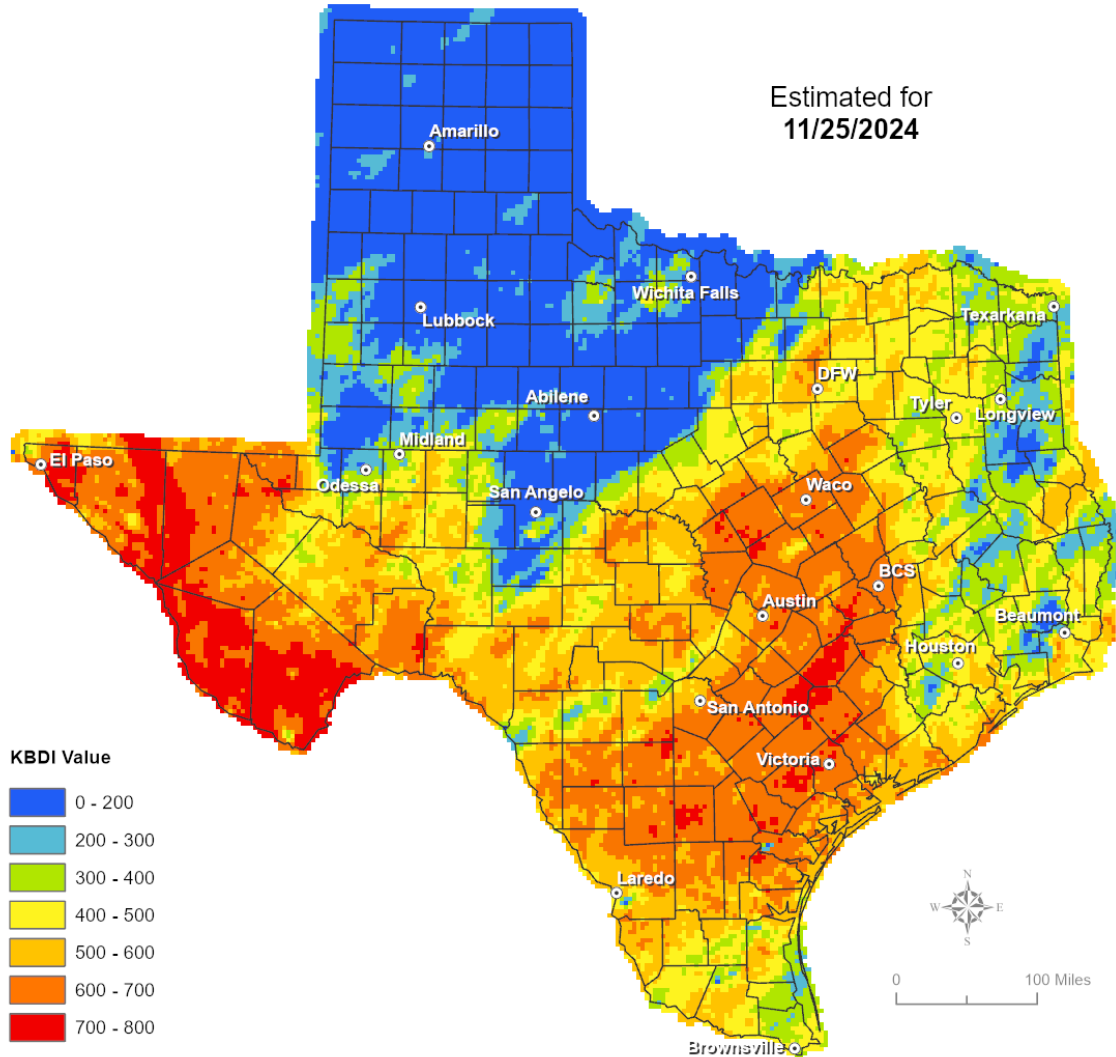 Estimated for
11/25/2024
Amarillo
Wichita Falls
Lubbock
Texarkana
DFW
Abilene
Tyler
Longview
Midland
El Paso
Odessa
San Angelo
Waco
BCS
Austin
Beaumont
Houston
San Antonio
Victoria
Laredo
Brownsville
KBDI Value
0 - 200
200 - 300
300 - 400
400 - 500
500 - 600
600 - 700
700 - 800
N
W E
S
0 100 Miles